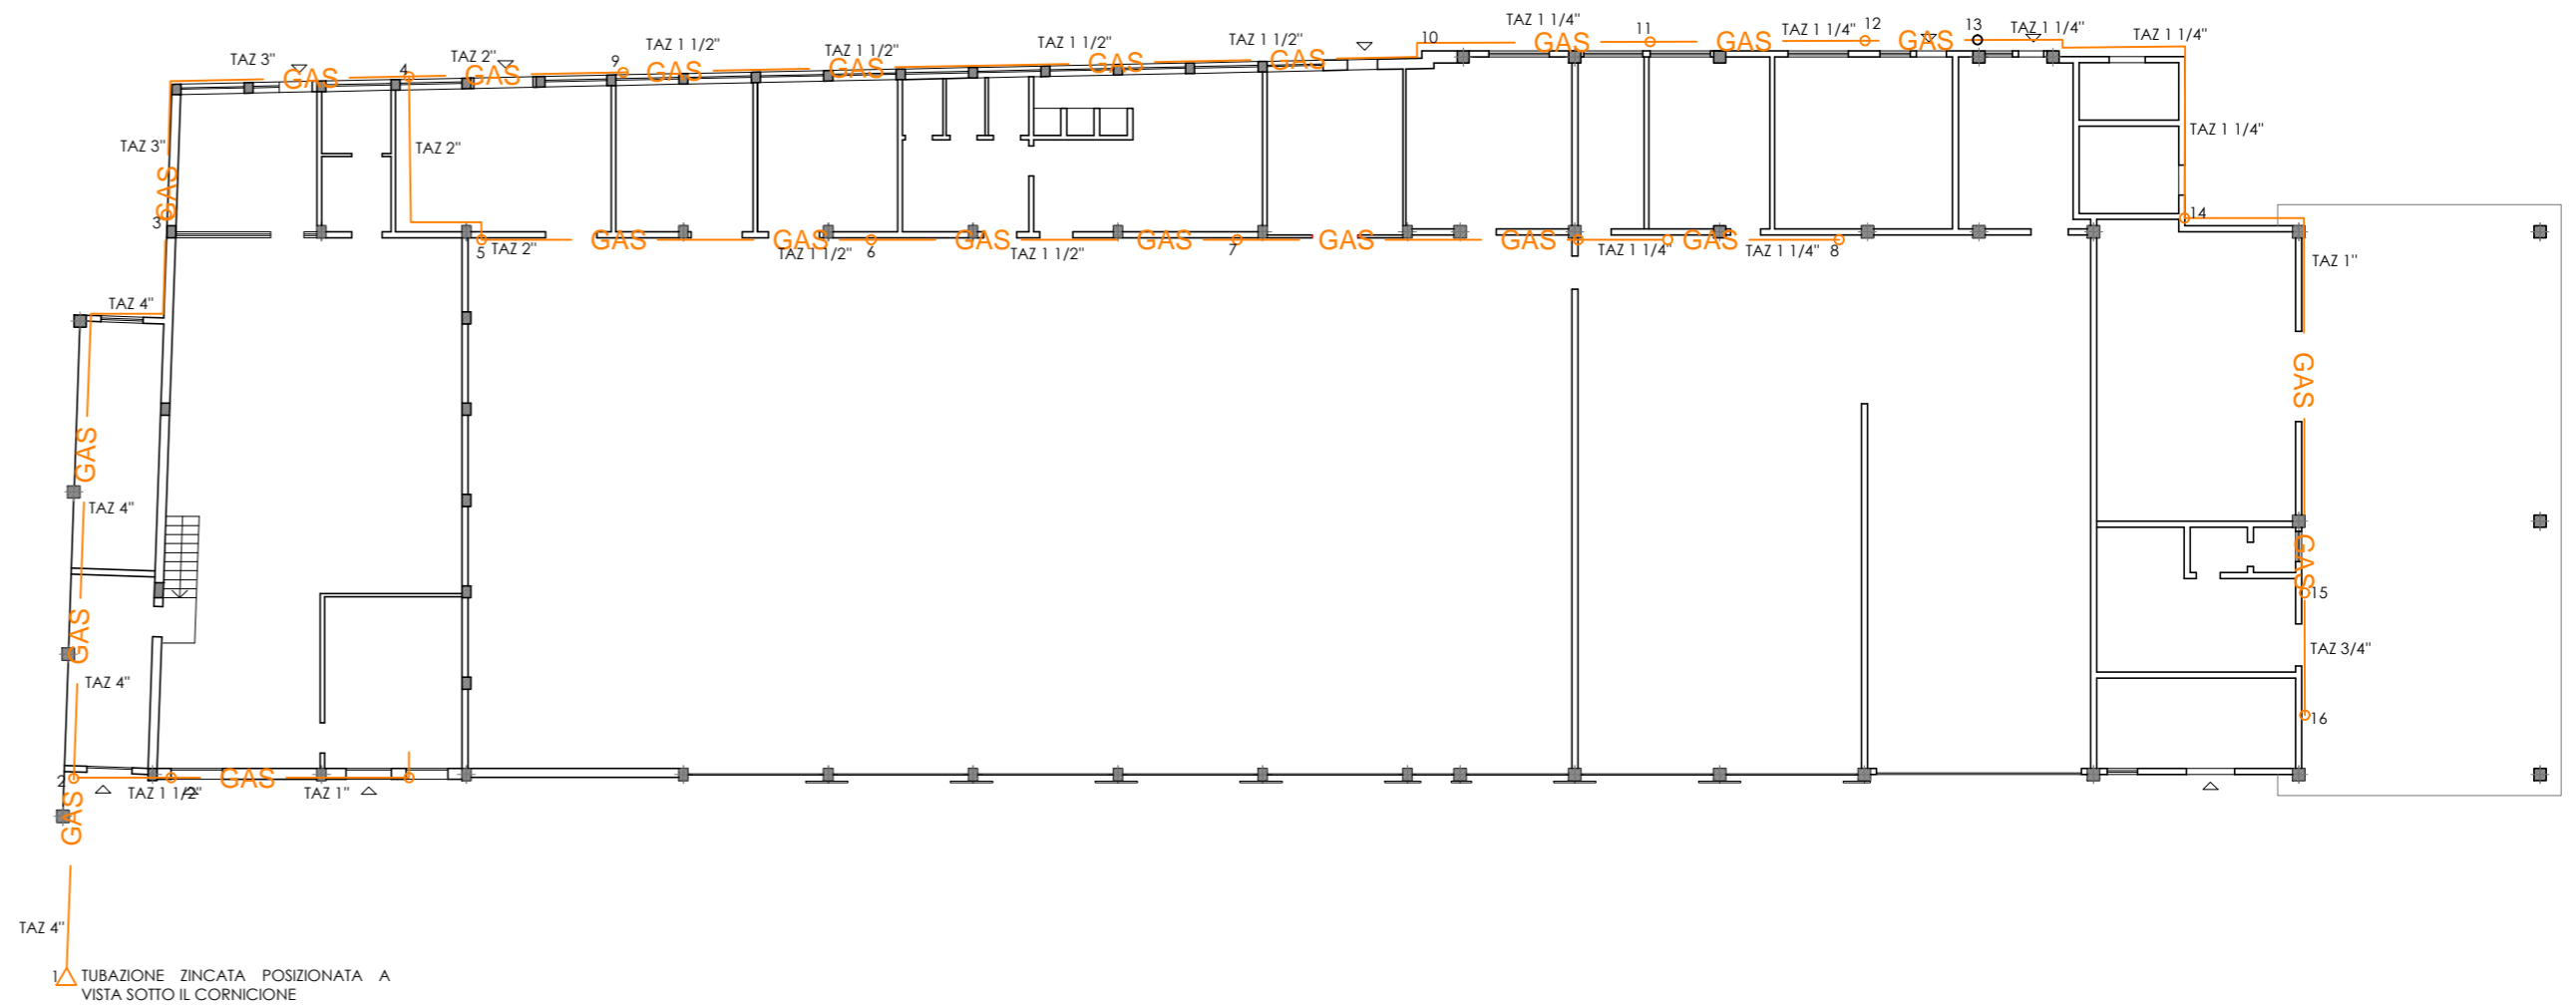 TAZ 1 1/4"
TAZ 3"
TAZ 2"
9
TAZ 1 1/2"
TAZ 1 1/2"
TAZ 1 1/2"
TAZ 1 1/2"
10
11
TAZ 1 1/4"
12
13
TAZ 1 1/4"
TAZ 1 1/4"
GAS
4
GAS
GAS
GAS
GAS
GAS
GAS
GAS
GAS
TAZ 3"
TAZ 2"
TAZ 1 1/4"
GAS
3
14
5
TAZ 2"
GAS
GAS
TAZ 1 1/2"
6
GAS
TAZ 1 1/2"
GAS
7
GAS
GAS
TAZ 1 1/4"
GAS
TAZ 1 1/4"
8
TAZ 1"
TAZ 4"
GAS
GAS
TAZ 4"
GAS
15
GAS
TAZ 3/4"
TAZ 4"
16
2
GAS
TAZ 1 1/2"
TAZ 1"
GAS
TAZ 4"
1
TUBAZIONE ZINCATA POSIZIONATA A
VISTA SOTTO IL CORNICIONE